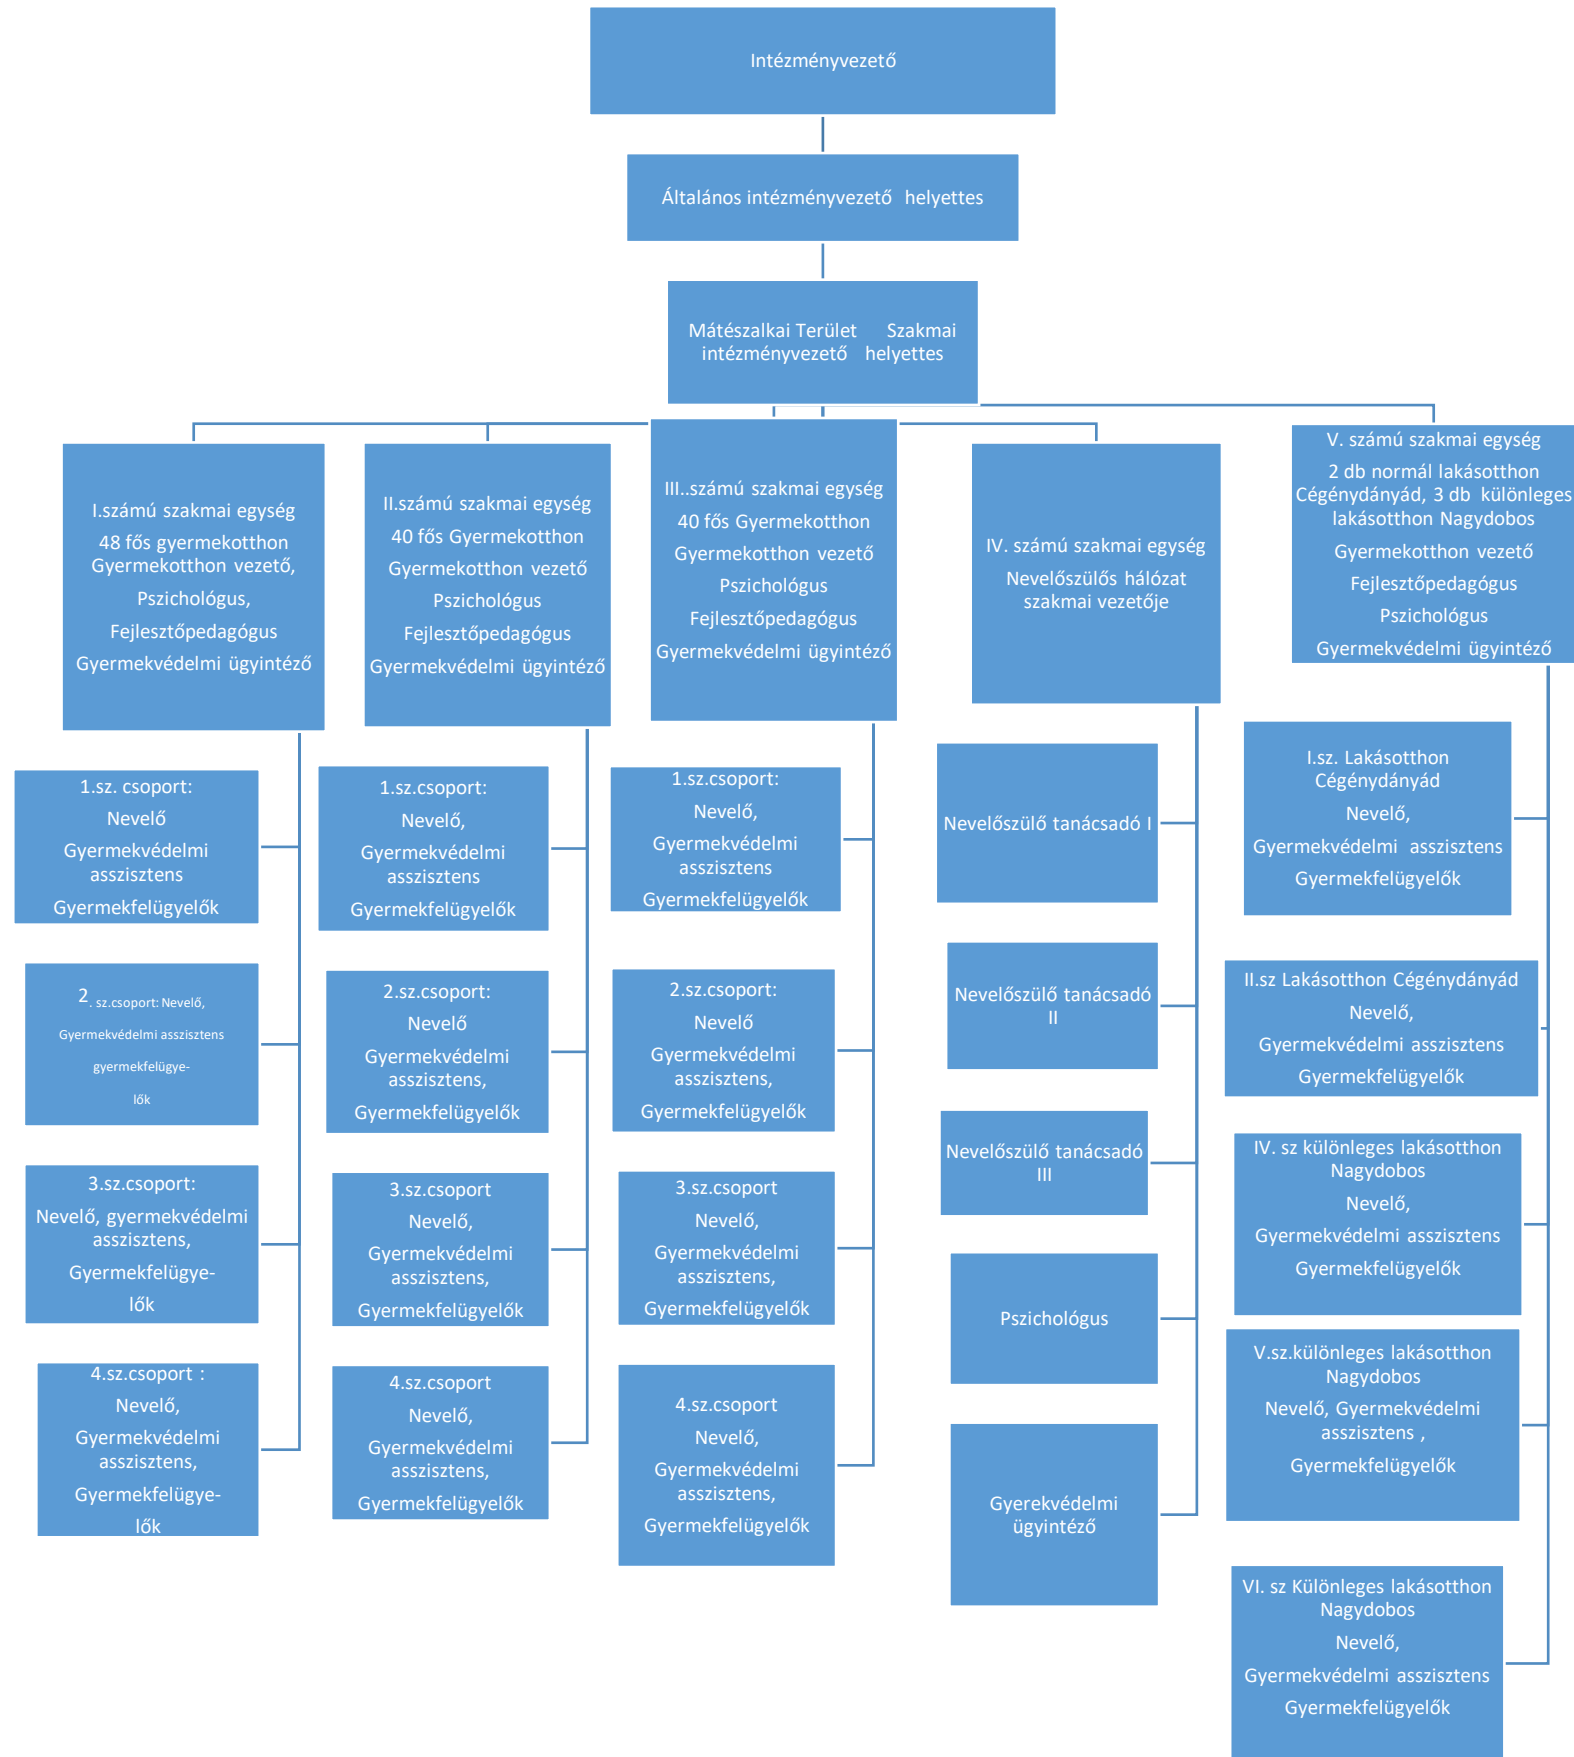 Intézményvezető
Általános intézményvezető helyettes
Mátészalkai Terület Szakmai
intézményvezető helyettes
I.számú szakmai egység
48 fős gyermekotthon
Gyermekotthon vezető,
Pszichológus,
Fejlesztőpedagógus
Gyermekvédelmi ügyintéző
II.számú szakmai egység
40 fős Gyermekotthon
Gyermekotthon vezető
Pszichológus
Fejlesztőpedagógus
Gyermekvédelmi ügyintéző
III..számú szakmai egység
40 fős Gyermekotthon
Gyermekotthon vezető
Pszichológus
Fejlesztőpedagógus
Gyermekvédelmi ügyintéző
IV. számú szakmai egység
Nevelőszülős hálózat
szakmai vezetője
V. számú szakmai egység
2 db normál lakásotthon
Cégénydányád, 3 db különleges
lakásotthon Nagydobos
Gyermekotthon vezető
Fejlesztőpedagógus
Pszichológus
Gyermekvédelmi ügyintéző
1.sz. csoport:
Nevelő
Gyermekvédelmi
asszisztens
Gyermekfelügyelők
2. sz.csoport: Nevelő,
Gyermekvédelmi asszisztens
gyermekfelügye-
lők
3.sz.csoport:
Nevelő, gyermekvédelmi
asszisztens,
Gyermekfelügye-
lők
4.sz.csoport :
Nevelő,
Gyermekvédelmi
asszisztens,
Gyermekfelügye-
lők
1.sz.csoport:
Nevelő,
Gyermekvédelmi
asszisztens
Gyermekfelügyelők
2.sz.csoport:
Nevelő
Gyermekvédelmi
asszisztens,
Gyermekfelügyelők
3.sz.csoport
Nevelő,
Gyermekvédelmi
asszisztens,
Gyermekfelügyelők
4.sz.csoport
Nevelő,
Gyermekvédelmi
asszisztens,
Gyermekfelügyelők
1.sz.csoport:
Nevelő,
Gyermekvédelmi
asszisztens
Gyermekfelügyelők
2.sz.csoport:
Nevelő
Gyermekvédelmi
asszisztens,
Gyermekfelügyelők
3.sz.csoport
Nevelő,
Gyermekvédelmi
asszisztens,
Gyermekfelügyelők
4.sz.csoport
Nevelő,
Gyermekvédelmi
asszisztens,
Gyermekfelügyelők
Nevelőszülő tanácsadó I
Nevelőszülő tanácsadó
II
Nevelőszülő tanácsadó
III
Pszichológus
Gyerekvédelmi
ügyintéző
I.sz. Lakásotthon
Cégénydányád
Nevelő,
Gyermekvédelmi asszisztens
Gyermekfelügyelők
II.sz Lakásotthon Cégénydányád
Nevelő,
Gyermekvédelmi asszisztens
Gyermekfelügyelők
IV. sz különleges lakásotthon
Nagydobos
Nevelő,
Gyermekvédelmi asszisztens
Gyermekfelügyelők
V.sz.különleges lakásotthon
Nagydobos
Nevelő, Gyermekvédelmi
asszisztens ,
Gyermekfelügyelők
VI. sz Különleges lakásotthon
Nagydobos
Nevelő,
Gyermekvédelmi asszisztens
Gyermekfelügyelők